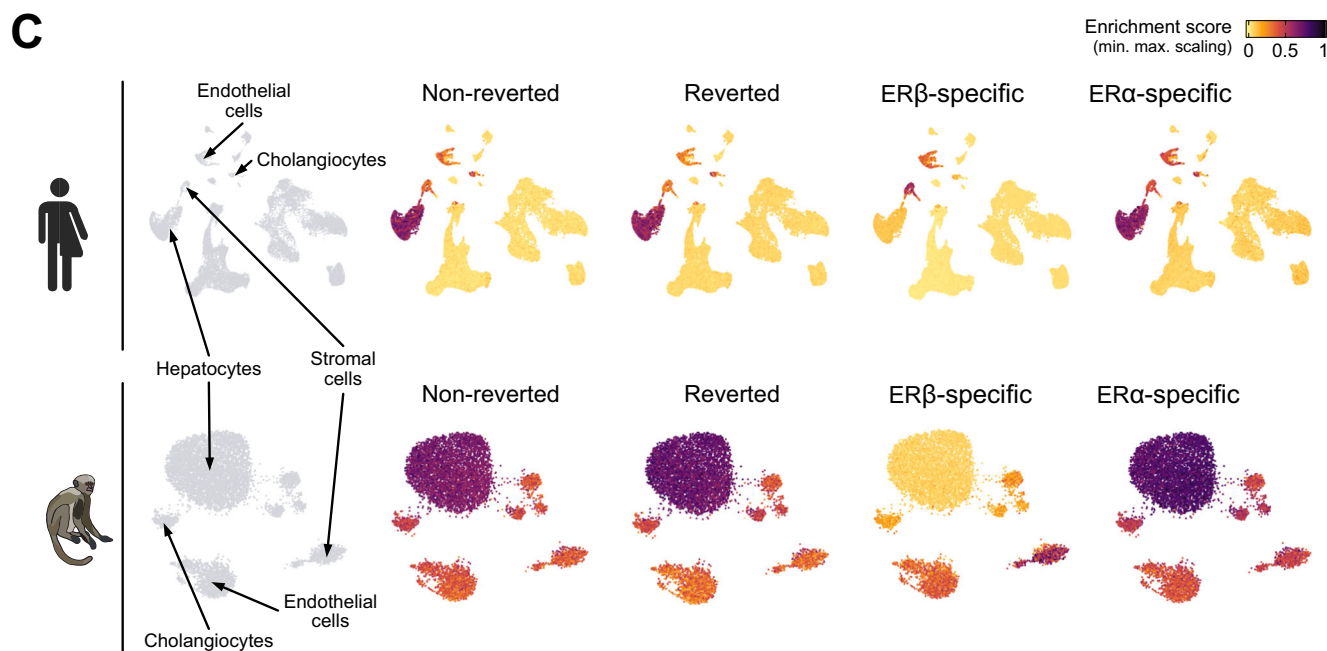 C
Enrichment score
(min. max. scaling)
0 0.5 1
Endothelial
cells
Cholangiocytes
Non-reverted
Reverted
ERβ-specific
ERα-specific
Hepatocytes
Stromal
cells
Non-reverted
Reverted
ERβ-specific
ERα-specific
Endothelial
cells
Cholangiocytes